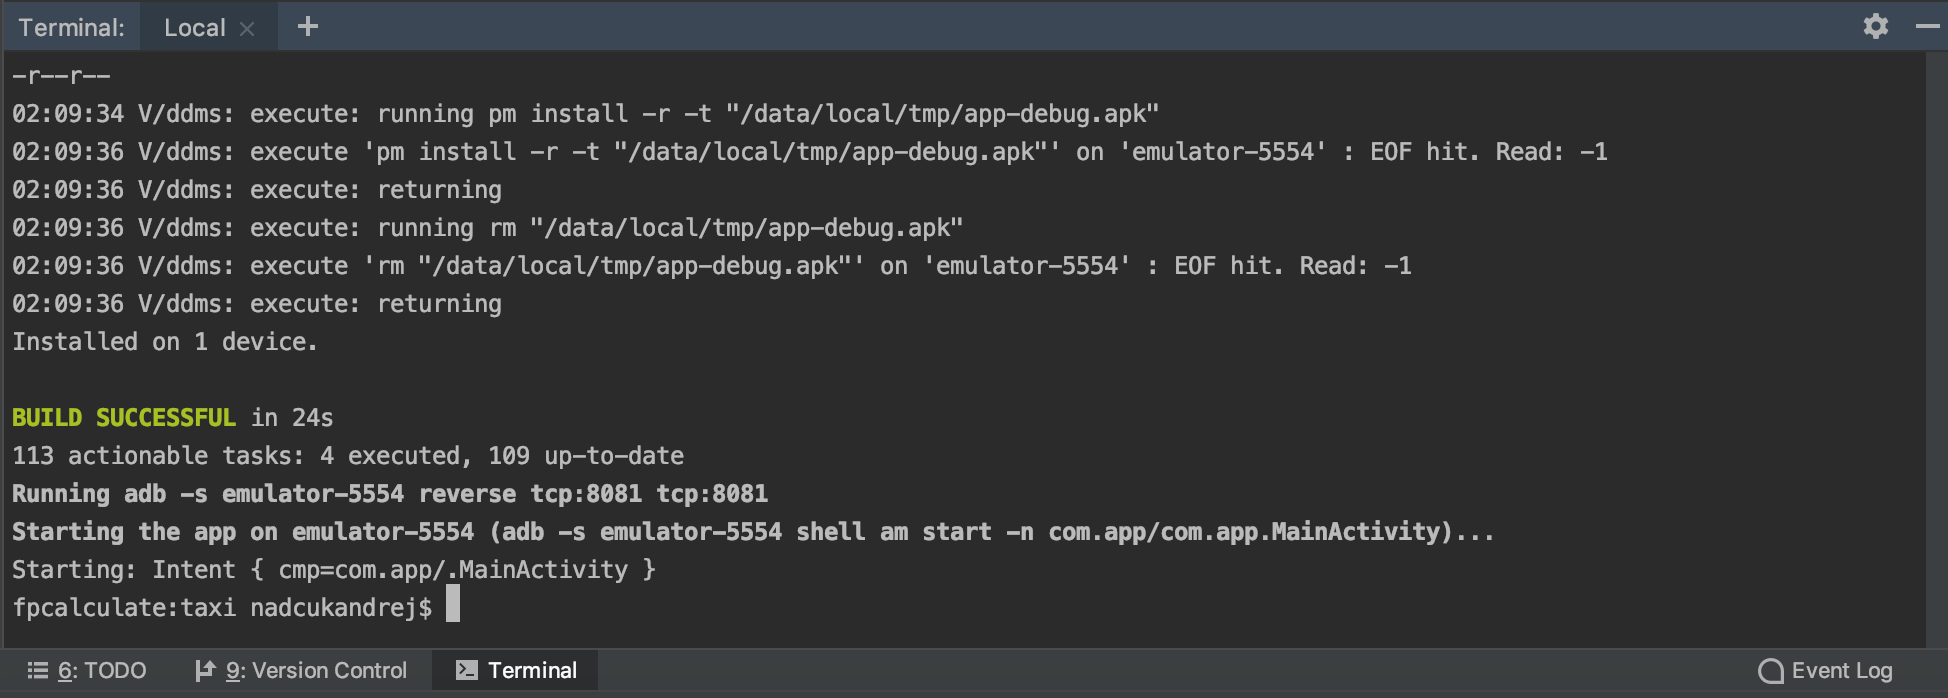 Terminal: Local × +
-r--r--
02:09:34 V/ddms: execute: running pm install -r -t "/data/local/tmp/app-debug.apk"
02:09:36 V/ddms: execute 'pm install -r -t "/data/local/tmp/app-debug.apk"' on 'emulator-5554' : EOF hit. Read: -1
02:09:36 V/ddms: execute: returning
02:09:36 V/ddms: execute: running rm "/data/local/tmp/app-debug.apk"
02:09:36 V/ddms: execute 'rm "/data/local/tmp/app-debug.apk"' on 'emulator-5554' : EOF hit. Read: -1
02:09:36 V/ddms: execute: returning
Installed on 1 device.
BUILD SUCCESSFUL in 24s
113 actionable tasks: 4 executed, 109 up-to-date
Running adb -s emulator-5554 reverse tcp:8081 tcp:8081
Starting the app on emulator-5554 (adb -s emulator-5554 shell am start -n com.app/com.app.MainActivity)...
Starting: Intent { cmp=com.app/.MainActivity }
fpcalculate:taxi nadcukandrej$
6: TODO 9: Version Control Terminal Event Log